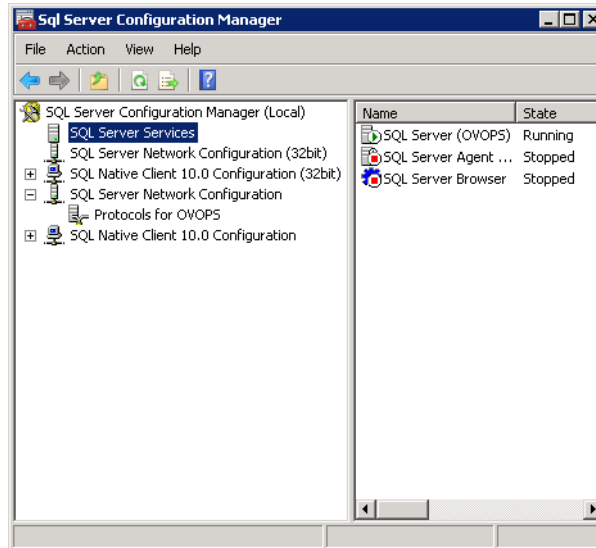 Sql Server Configuration Manager
File Action View Help
SQL Server Configuration Manager (Local)
SQL Server Services
SQL Server Network Configuration (32bit)
SQL Native Client 10.0 Configuration (32bit)
SQL Server Network Configuration
Protocols for OVOPS
SQL Native Client 10.0 Configuration
Name State
SQL Server (OVOPS) Running
SQL Server Agent ... Stopped
SQL Server Browser Stopped